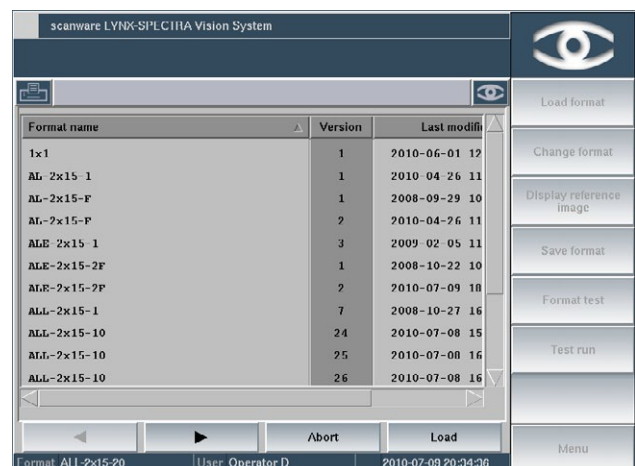 scanware LYNX-SPECTRA Vision System
Format name Version Last modifi
1x1 1 2010-06-01 12
AL-2x15-1 1 2010-04-26 11
AL-2x15-F 1 2008-09-29 10
AL-2x15-F 2 2010-04-26 11
ALE-2x15-1 3 2009-02-05 11
ALE-2x15-2F 1 2008-10-22 10
ALE-2x15-2F 2 2010-07-09 18
ALL-2x15-1 7 2008-10-27 16
ALL-2x15-10 24 2010-07-08 15
ALL-2x15-10 25 2010-07-08 16
ALL-2x15-10 26 2010-07-08 16
Abort Load
Format ALL-2x15-20 User Operator D 2010-07-09 20:34:36
Load format
Change format
Display reference
image
Save format
Format test
Test run
Menu